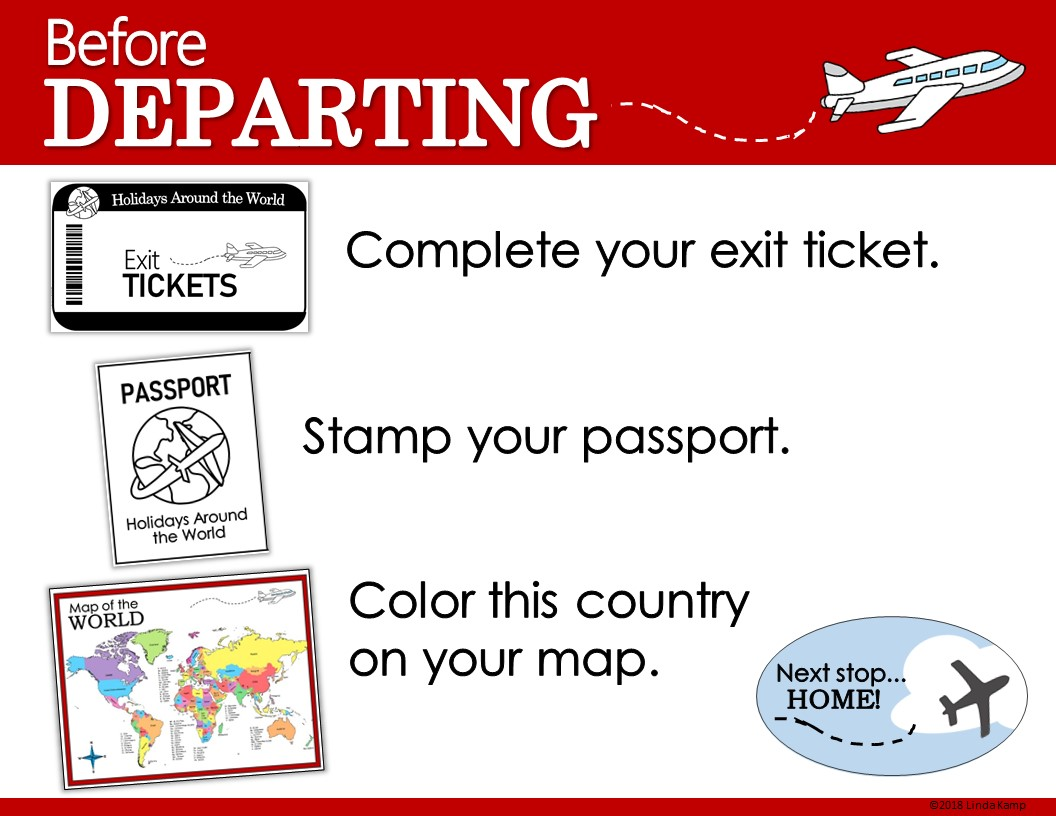 Before
DEPARTING
Holidays Around the World
Exit
TICKETS
Complete your exit ticket.
PASSPORT
Holidays Around
the World
Stamp your passport.
Map of the
WORLD
Color this country
on your map.
Next stop...
HOME!
©2018 Linda Kamp